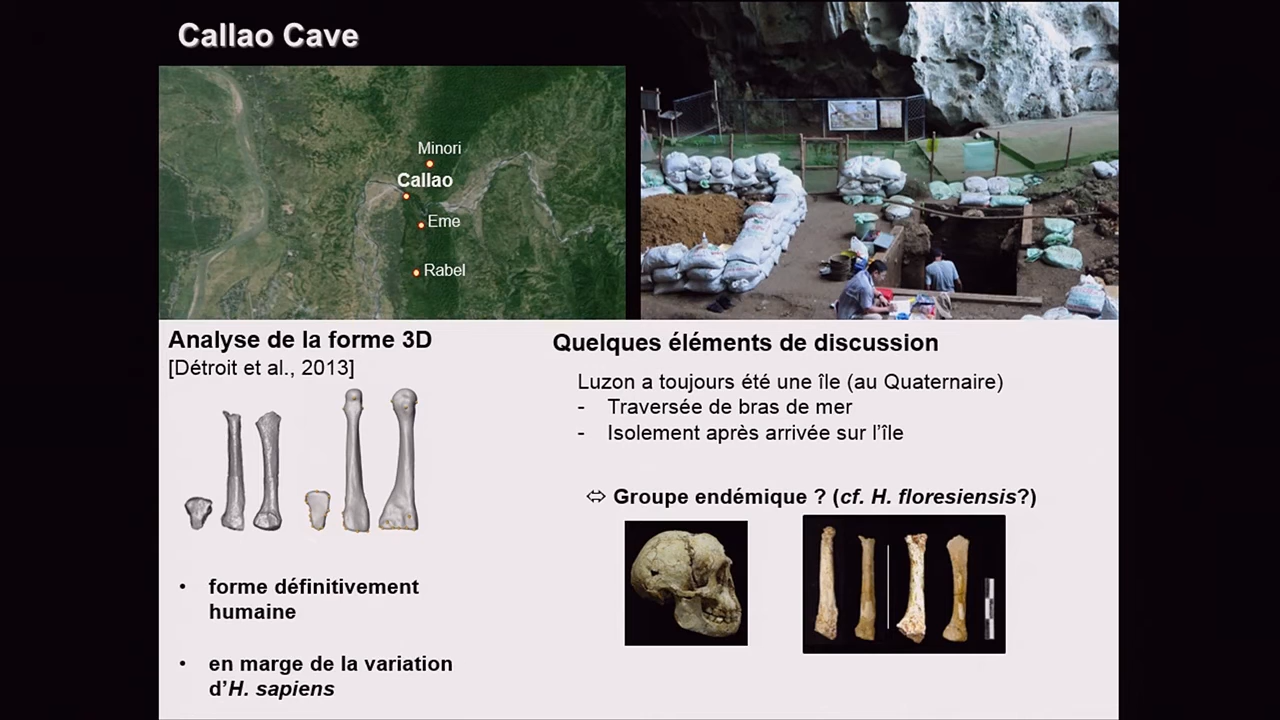 Callao Cave
Minori
Callao
Eme
Rabel
Analyse de la forme 3D
[Détroit et al., 2013]
• forme définitivement
humaine
• en marge de la variation
d’H. sapiens
Quelques éléments de discussion
Luzon a toujours été une île (au Quaternaire)
- Traversée de bras de mer
- Isolement après arrivée sur l’île
⇔ Groupe endémique ? (cf. H. floresiensis?)